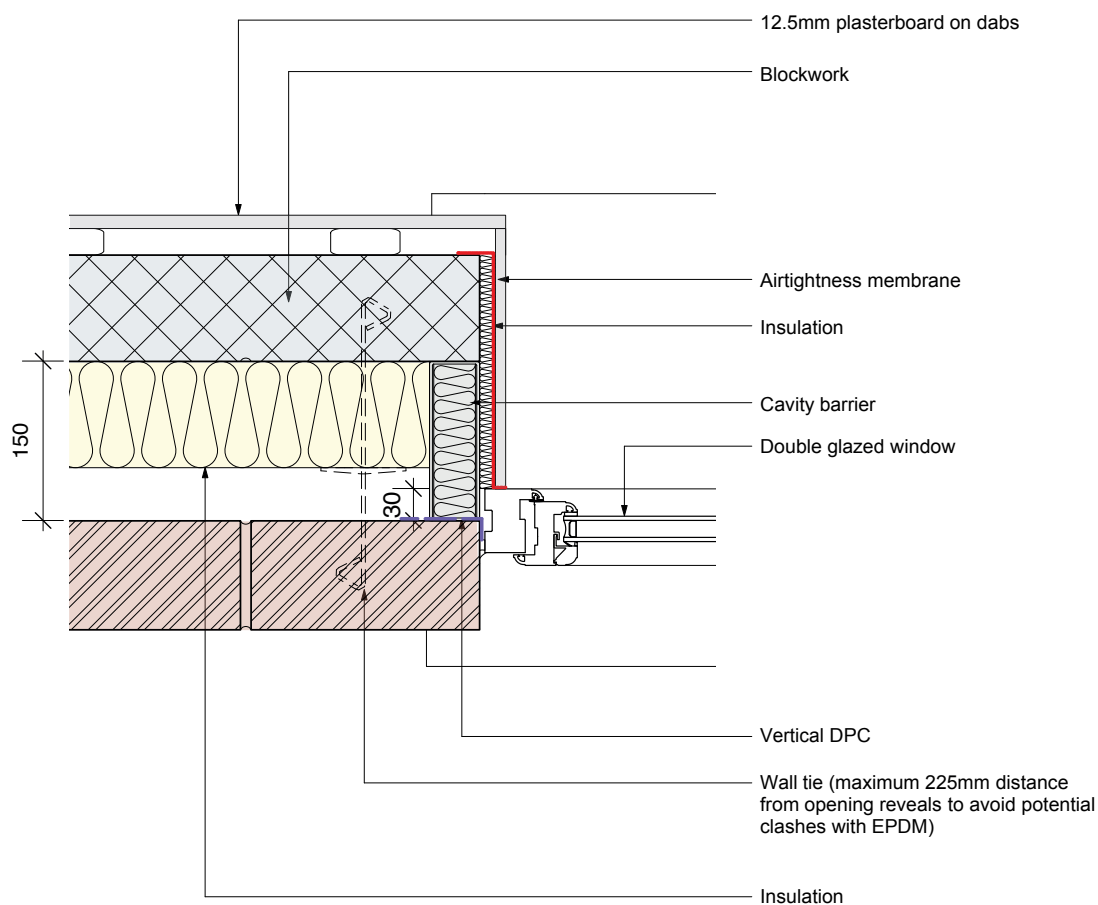 12.5mm plasterboard on dabs
Blockwork
Airtightness membrane
Insulation
Cavity barrier
Double glazed window
150
30
Vertical DPC
Wall tie (maximum 225mm distance
from opening reveals to avoid potential
clashes with EPDM)
Insulation